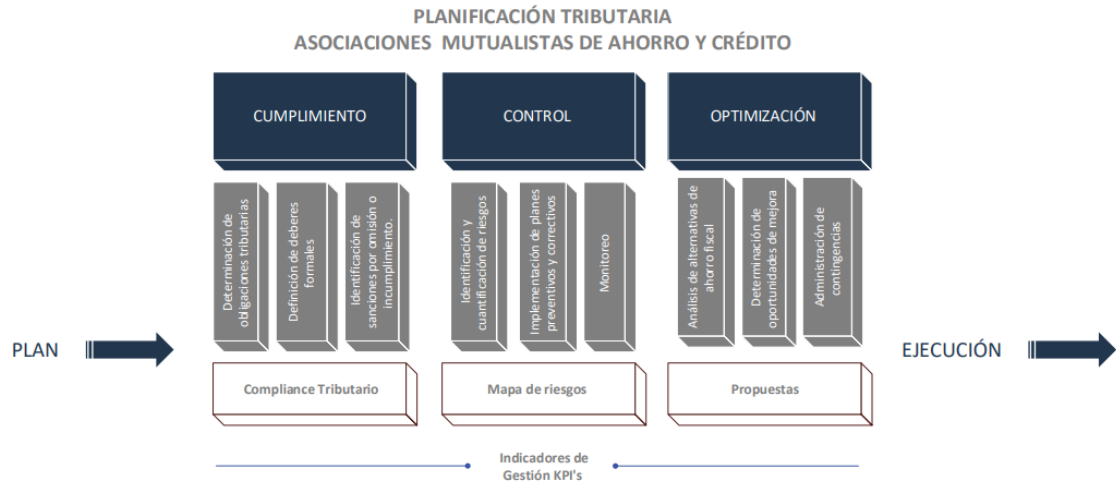 PLANIFICACIÓN TRIBUTARIA
ASOCIACIONES MUTUALISTAS DE AHORRO Y CRÉDITO
CUMPLIMIENTO
CONTROL
OPTIMIZACIÓN
Determinación de
obligaciones tributarias
Definición de deberes
formales
Identificación de
sanciones por omisión o
incumplimiento.
Identificación y
cuantificación de riesgos
Implementación de planes
preventivos y correctivos
Monitoreo
Análisis de alternativas de
ahorro fiscal
Determinación de
oportunidades de mejora
Administración de
contingencias
PLAN
EJECUCIÓN
Compliance Tributario
Mapa de riesgos
Propuestas
Indicadores de
Gestión KPI's